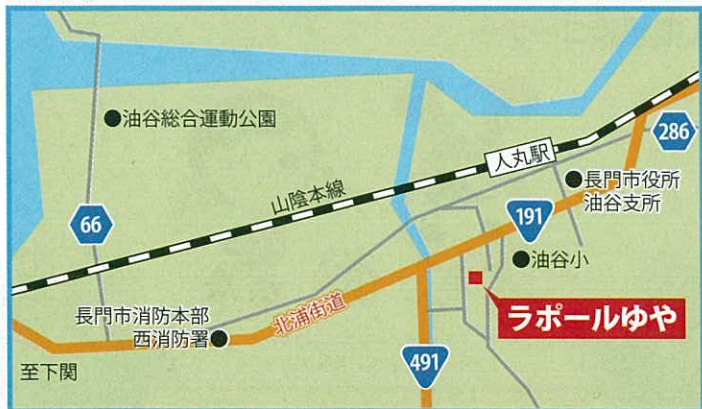 286
油谷総合運動公園
人丸駅
長門市役所
油谷支所
山陰本線
66
191
油谷小
ラポールゆや
長門市消防本部
西消防署
北浦街道
491
至下関